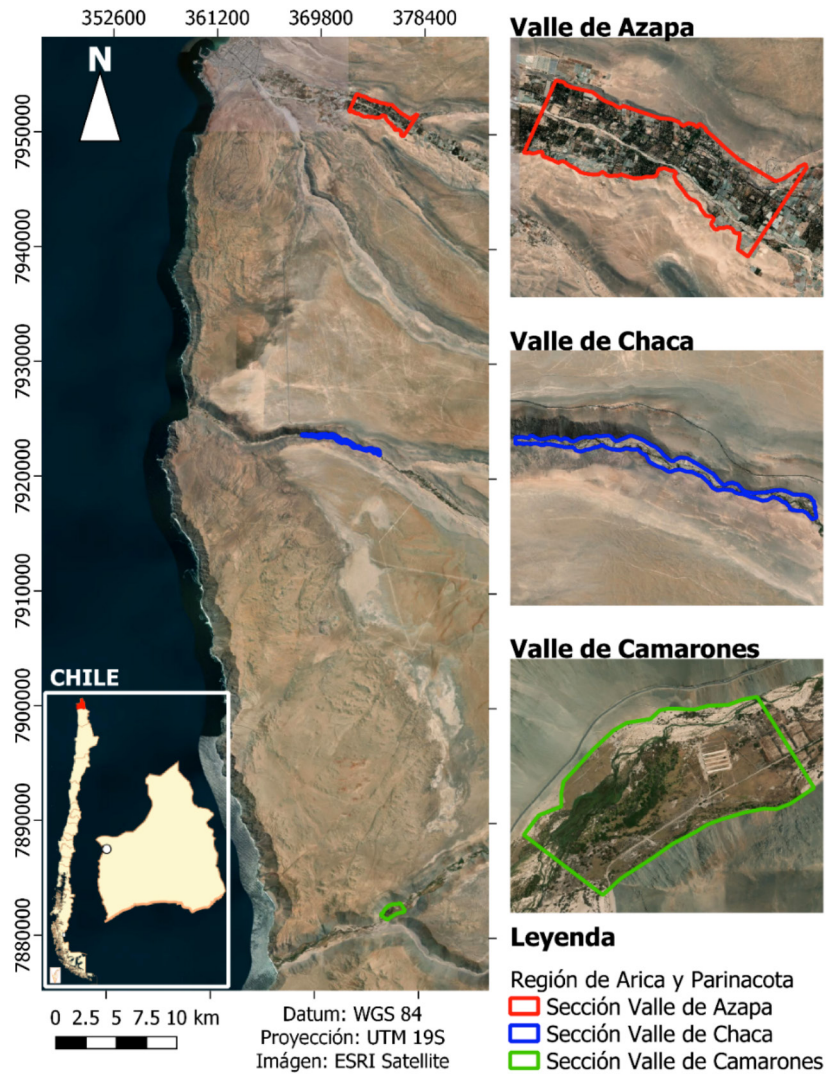 352600 361200 369800 378400
N
7950000
7940000
7930000
7920000
7910000
7900000
7890000
7880000
CHILE
0 2.5 5 7.5 10 km
Datum: WGS 84
Proyección: UTM 19S
Imágen: ESRI Satellite
Valle de Azapa
Valle de Chaca
Valle de Camarones
Leyenda
Región de Arica y Parinacota
Sección Valle de Azapa
Sección Valle de Chaca
Sección Valle de Camarones